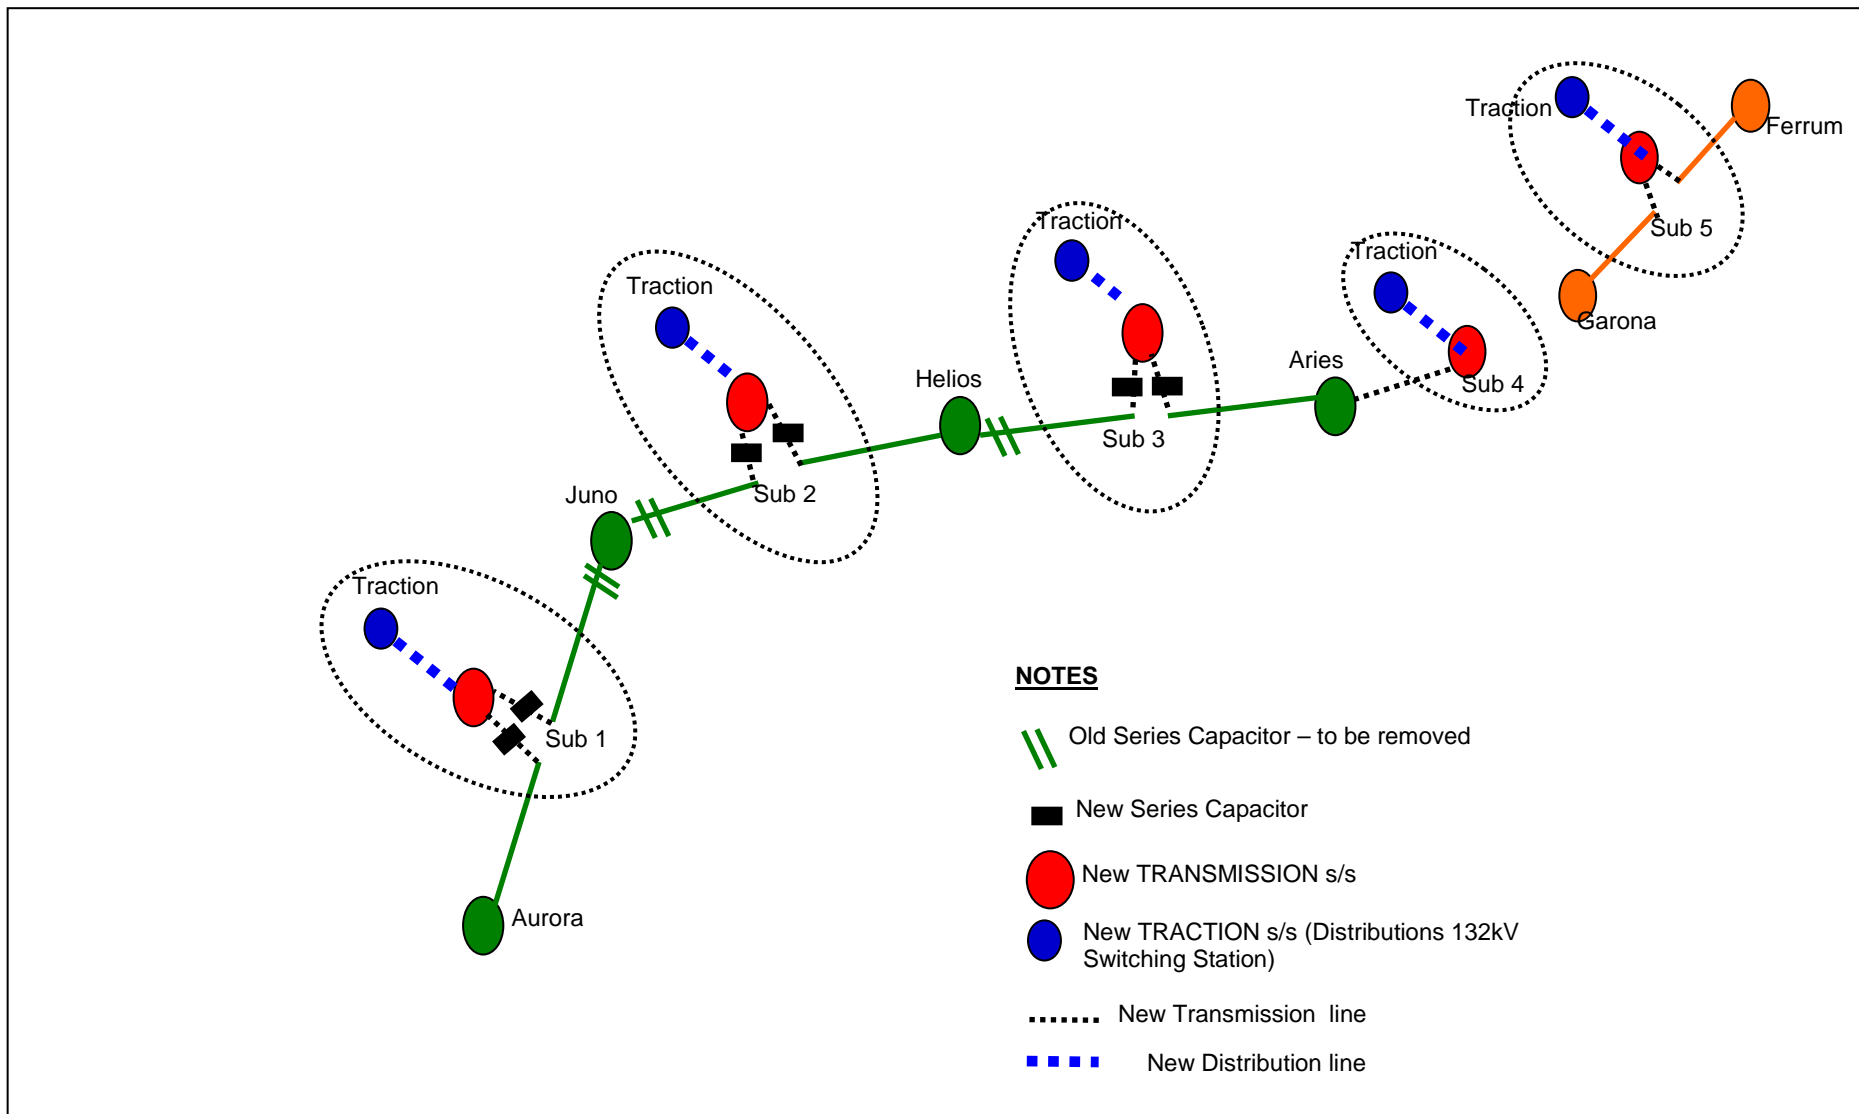 Traction
Ferrum
Sub 5
Traction
Traction
Garona
Traction
Aries
Sub 4
Helios
Sub 3
Juno
Sub 2
Traction
Sub 1
Aurora
NOTES
Old Series Capacitor – to be removed
New Series Capacitor
New TRANSMISSION s/s
New TRACTION s/s (Distributions 132kV
Switching Station)
New Transmission line
New Distribution line